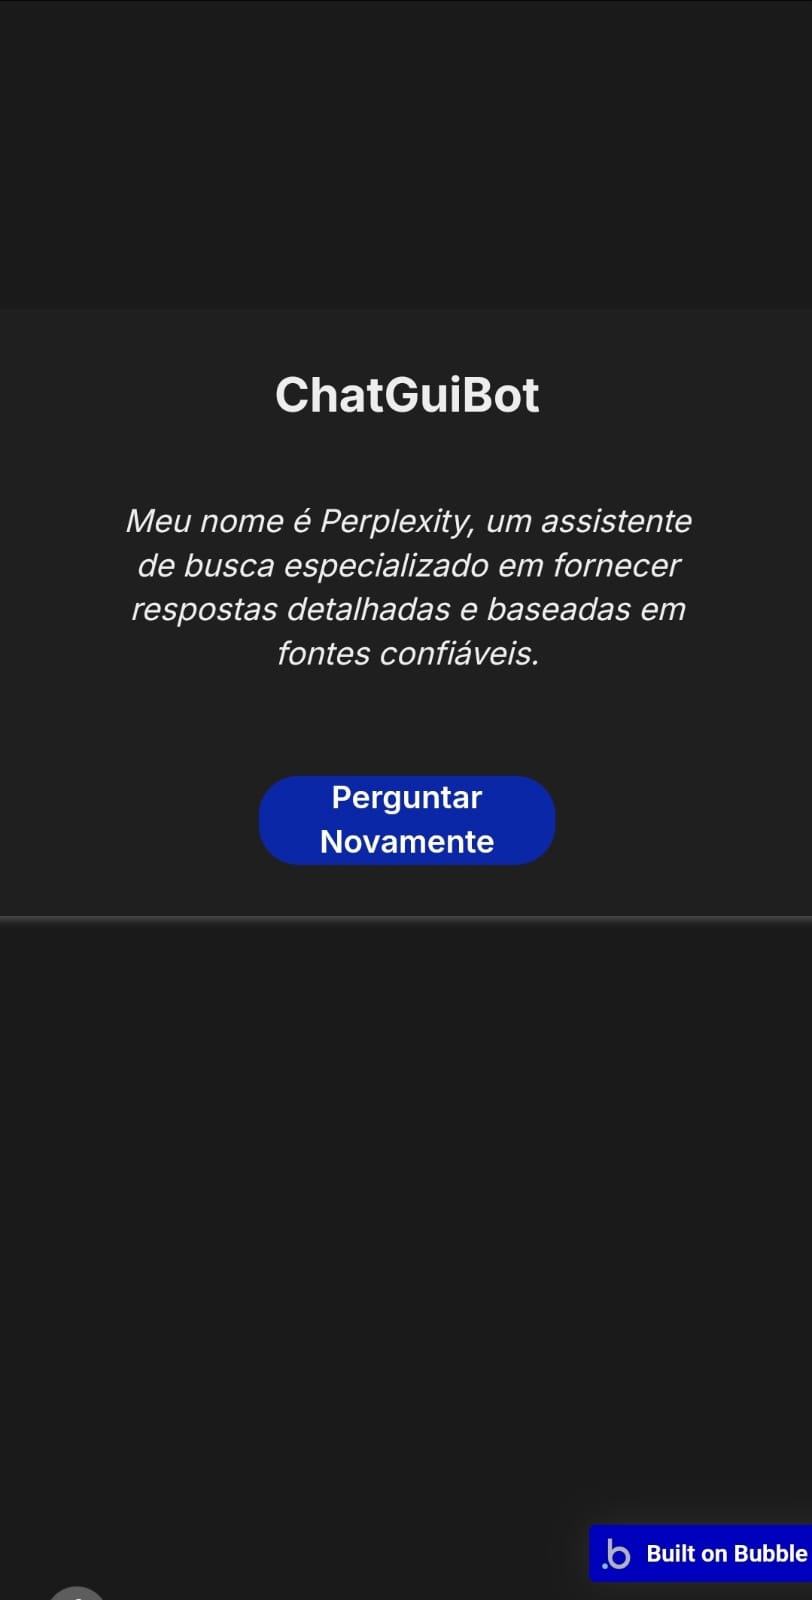 ChatGuiBot
Meu nome é Perplexity, um assistente
de busca especializado em fornecer
respostas detalhadas e baseadas em
fontes confiáveis.
Perguntar
Novamente
.b Built on Bubble